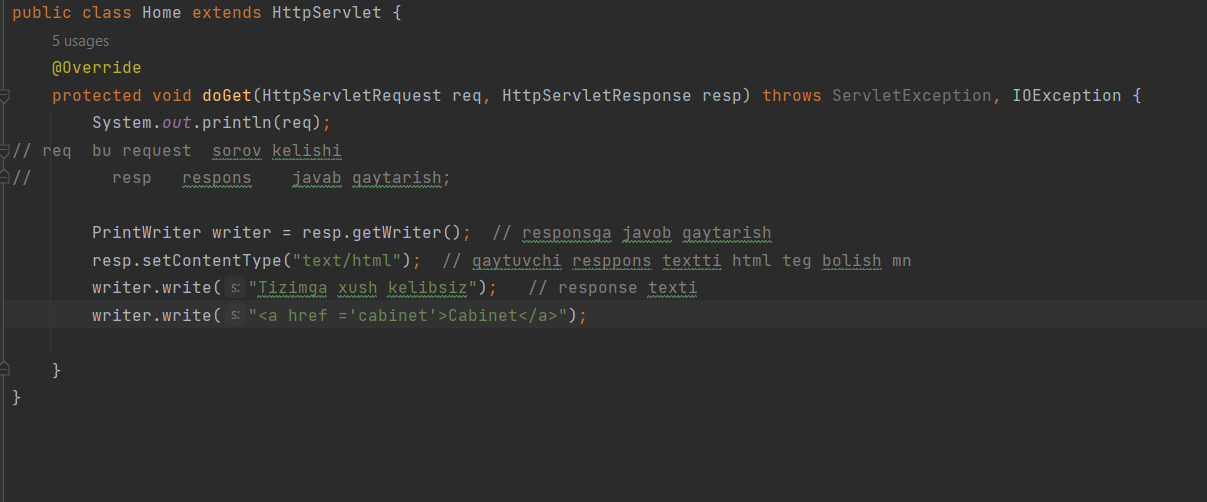 public class Home extends HttpServlet {
5 usages
@Override
protected void doGet(HttpServletRequest req, HttpServletResponse resp) throws ServletException, IOException {
System.out.println(req);
// req  bu request  sorov kelishi
//        resp   respons    javab qaytarish;
PrintWriter writer = resp.getWriter();  // responsga javob qaytarish
resp.setContentType("text/html");  // qaytuvchi resppons textti html teg bolish mn
writer.write( s: "Tizimga xush kelibsiz");   // response texti
writer.write( s: "<a href ='cabinet'>Cabinet</a>");
}
}